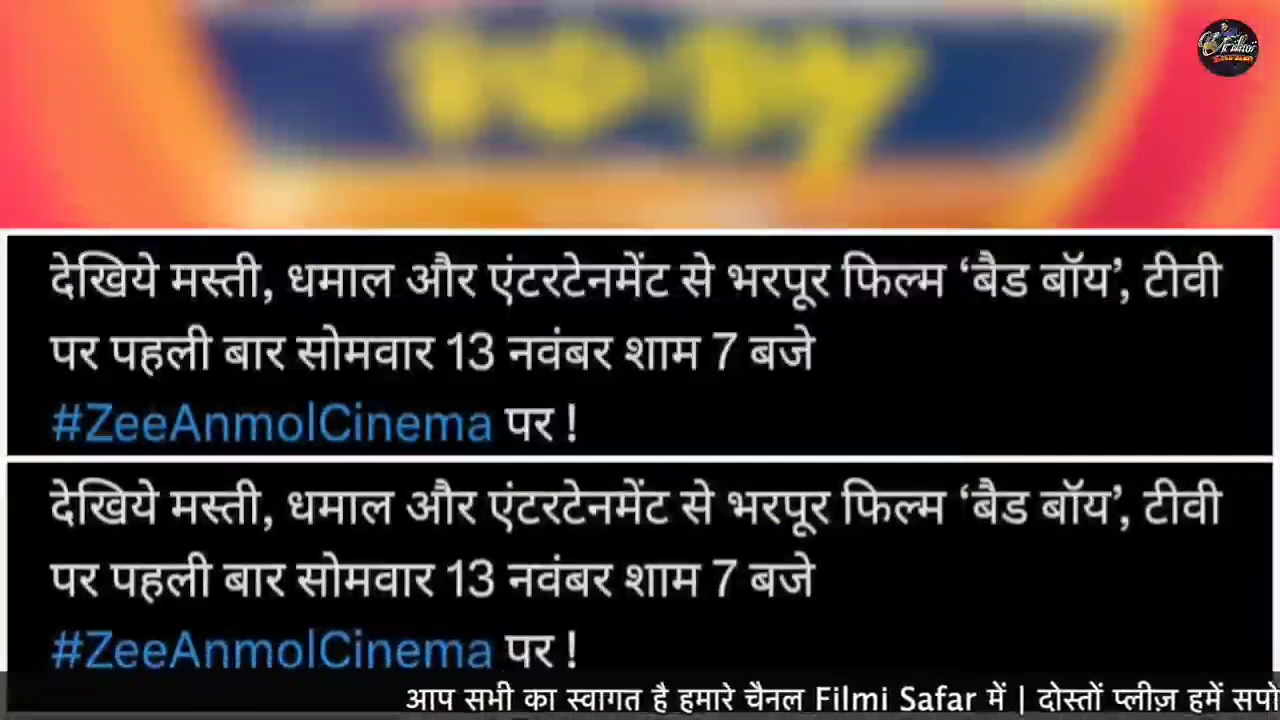 देखिये मस्ती, धमाल और एंटरटेनमेंट से भरपूर फिल्म ‘बैड बॉय’, टीवी
पर पहली बार सोमवार 13 नवंबर शाम 7 बजे
#ZeeAnmolCinema पर !
देखिये मस्ती, धमाल और एंटरटेनमेंट से भरपूर फिल्म ‘बैड बॉय’, टीवी
पर पहली बार सोमवार 13 नवंबर शाम 7 बजे
#ZeeAnmolCinema पर !
आप सभी का स्वागत है हमारे चैनल Filmi Safar में | दोस्तों प्लीज़ हमें